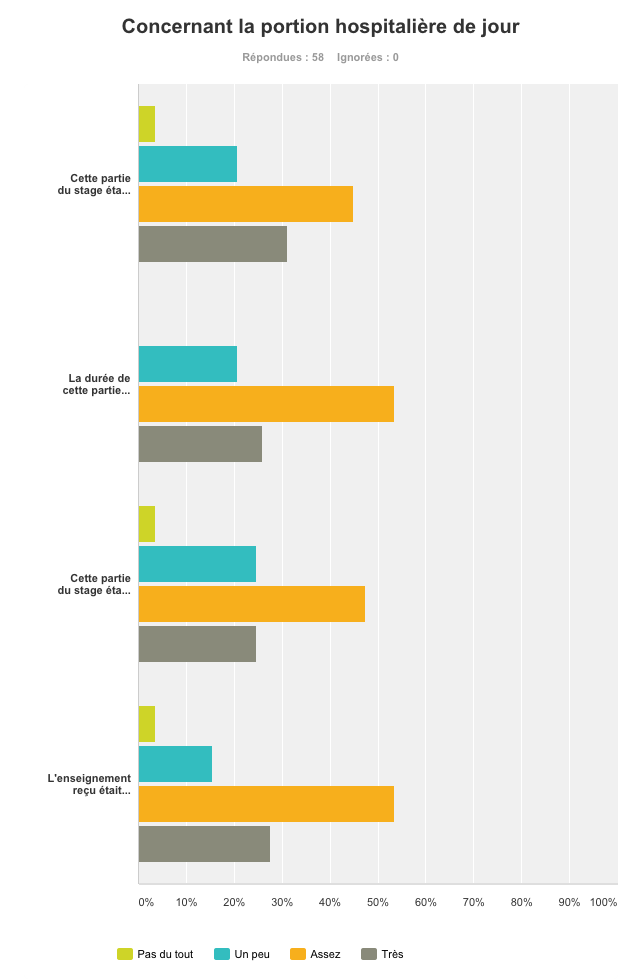 Concernant la portion hospitalière de jour
Répondues : 58 Ignorées : 0
Cette partie
du stage éta...
La durée de
cette partie...
Cette partie
du stage éta...
L'enseignement
reçu était...
0% 10% 20% 30% 40% 50% 60% 70% 80% 90% 100%
Pas du tout Un peu Assez Très